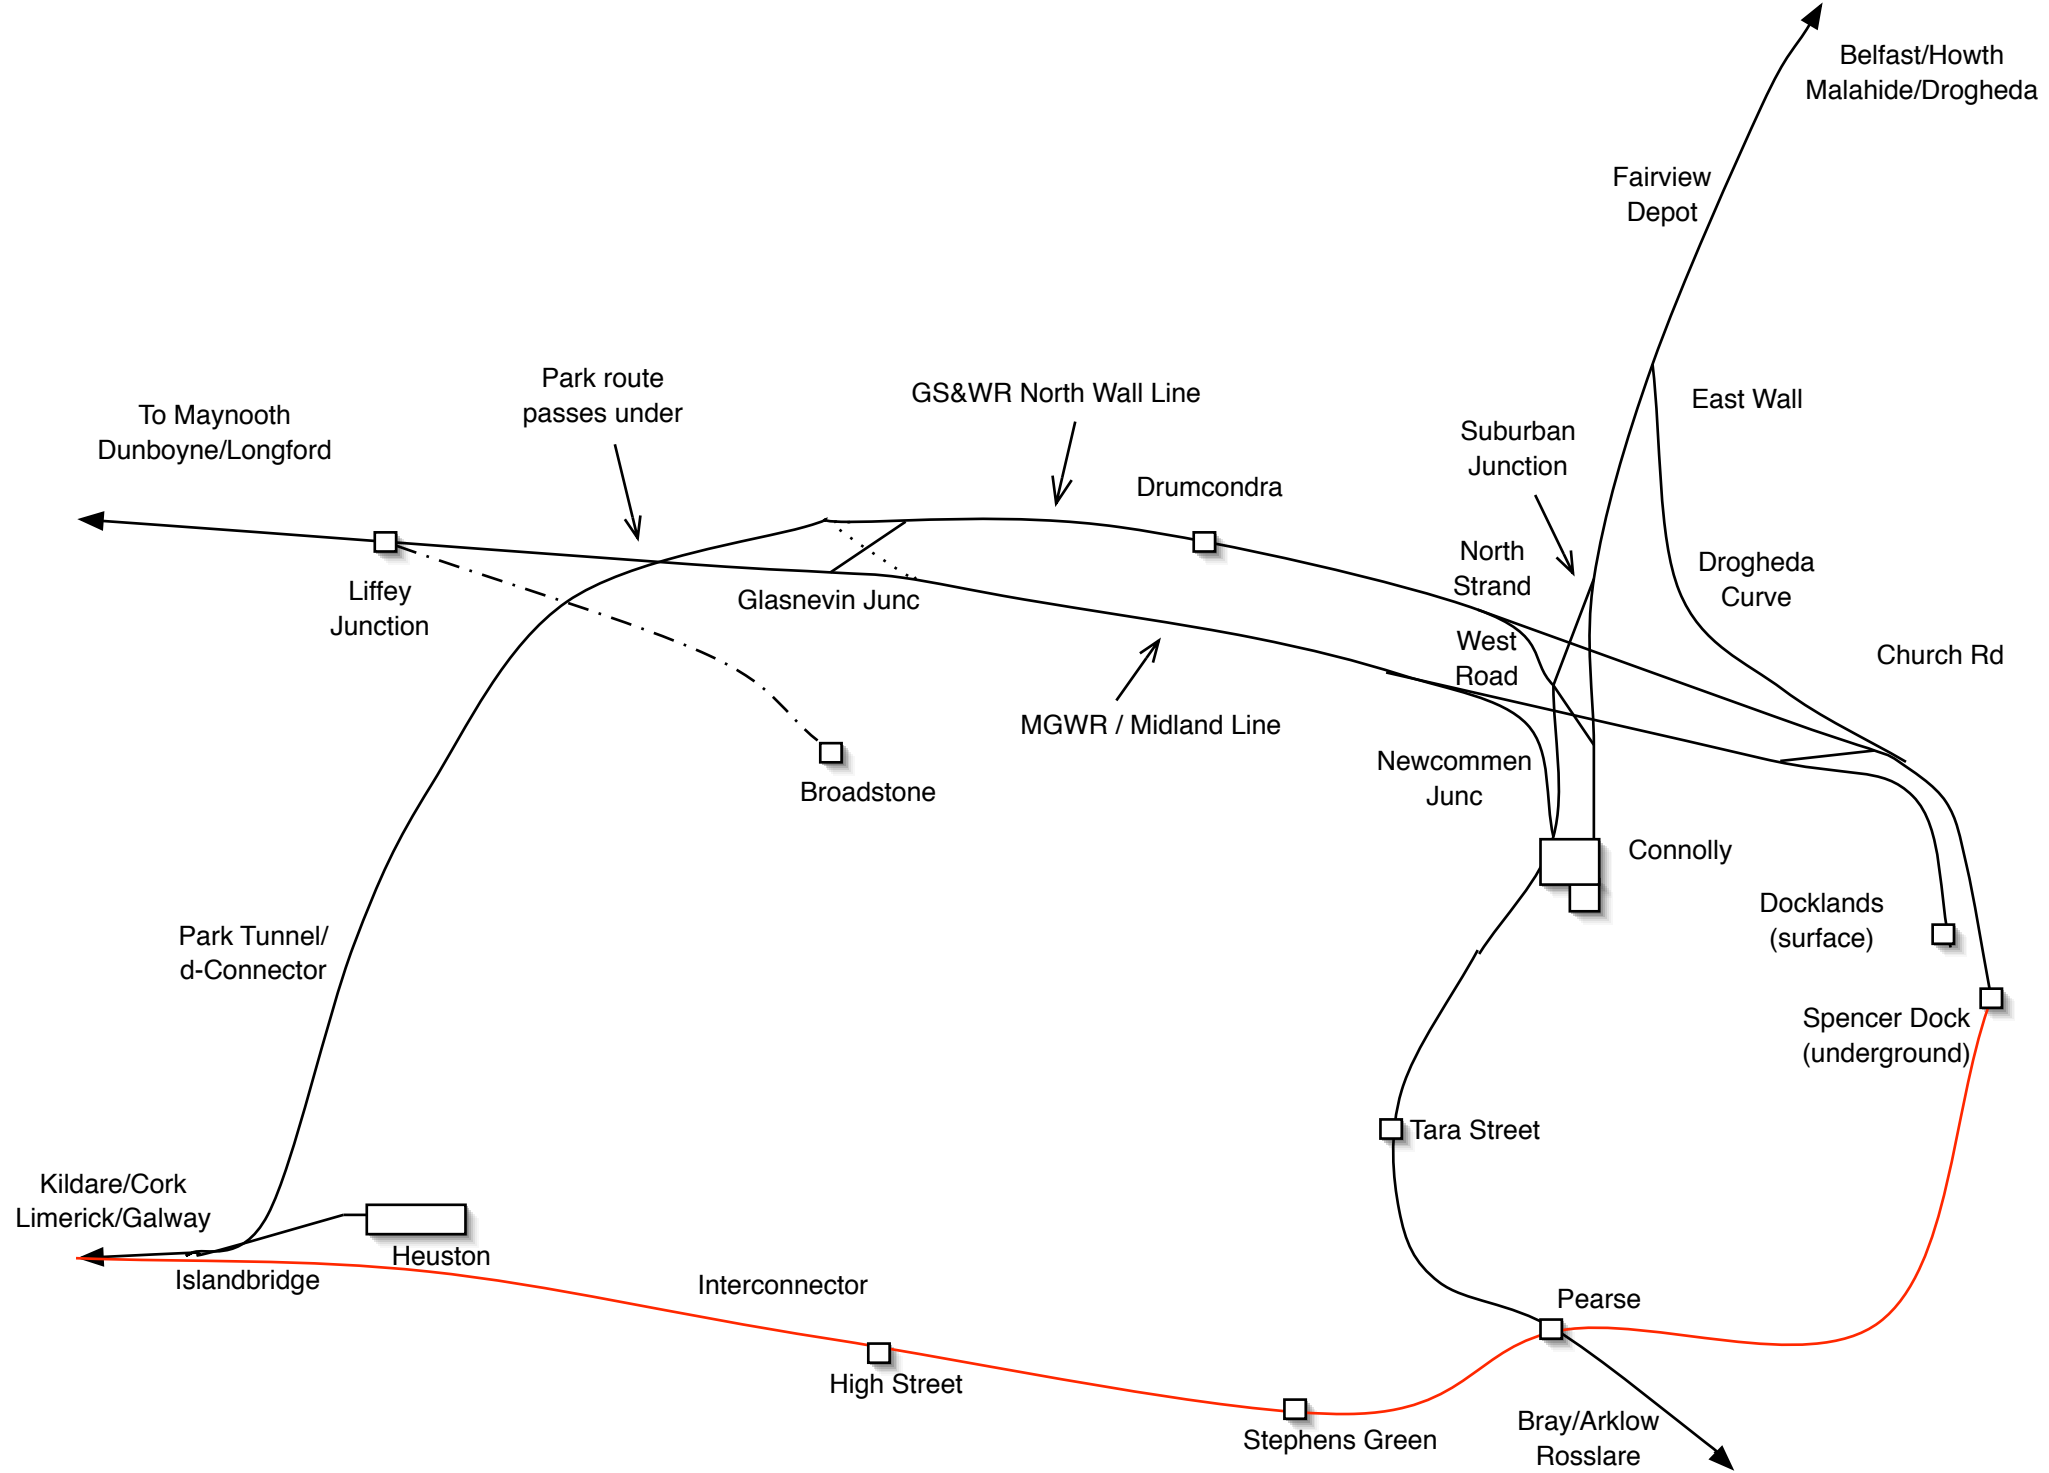 Belfast/Howth
Malahide/Drogheda
Fairview
Depot
Park route
passes under
GS&WR North Wall Line
East Wall
To Maynooth
Dunboyne/Longford
Suburban
Junction
Drumcondra
North
Strand
Drogheda
Curve
Liffey
Junction
Glasnevin Junc
West
Road
Church Rd
MGWR / Midland Line
Newcommen
Junc
Broadstone
Connolly
Docklands
(surface)
Park Tunnel/
d-Connector
Spencer Dock
(underground)
Tara Street
Kildare/Cork
Limerick/Galway
Heuston
Islandbridge
Interconnector
Pearse
High Street
Stephens Green
Bray/Arklow
Rosslare